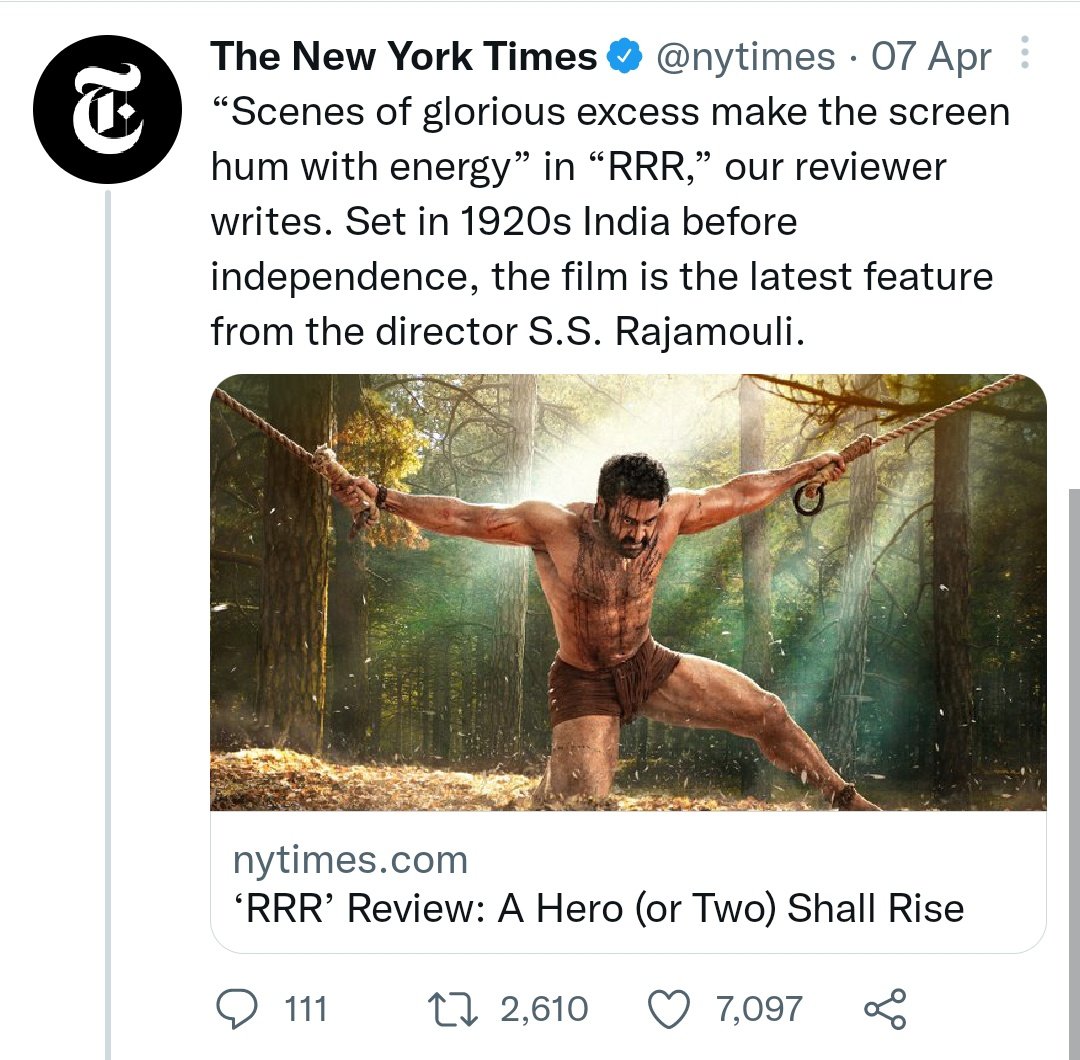 The New York Times @nytimes · 07 Apr
“Scenes of glorious excess make the screen
hum with energy” in “RRR,” our reviewer
writes. Set in 1920s India before
independence, the film is the latest feature
from the director S.S. Rajamouli.
nytimes.com
‘RRR’ Review: A Hero (or Two) Shall Rise
111 2,610 7,097